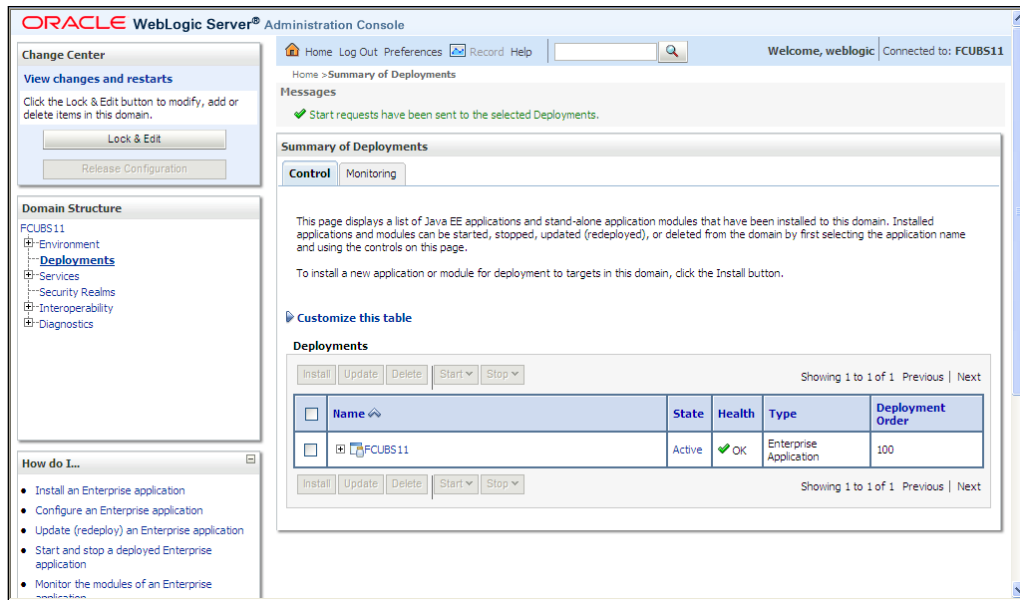 ORACLE WebLogic Server® Administration Console
Change Center
View changes and restarts
Click the Lock & Edit button to modify, add or
delete items in this domain.
Lock & Edit
Release Configuration
Domain Structure
FCUBS11
Environment
Deployments
Services
Security Realms
Interoperability
Diagnostics
How do I...
Install an Enterprise application
Configure an Enterprise application
Update (redeploy) an Enterprise application
Start and stop a deployed Enterprise
application
Monitor the modules of an Enterprise
application
Home Log Out Preferences Record Help
Welcome, weblogic Connected to: FCUBS11
Home >Summary of Deployments
Messages
Start requests have been sent to the selected Deployments.
Summary of Deployments
Control Monitoring
This page displays a list of Java EE applications and stand-alone application modules that have been installed to this domain. Installed
applications and modules can be started, stopped, updated (redeployed), or deleted from the domain by first selecting the application name
and using the controls on this page.
To install a new application or module for deployment to targets in this domain, click the Install button.
Customize this table
Deployments
Install Update Delete Start Stop Showing 1 to 1 of 1 Previous | Next
Name State Health Type Deployment
Order
FCUBS11 Active OK Enterprise
Application 100
Install Update Delete Start Stop Showing 1 to 1 of 1 Previous | Next